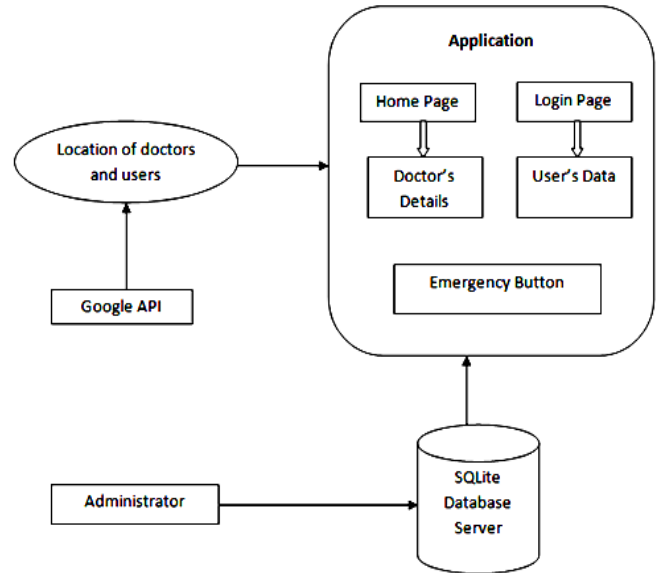 Application
Home Page
Login Page
Location of doctors
and users
Doctor's
Details
User's Data
Emergency Button
Google API
SQLite
Database
Server
Administrator